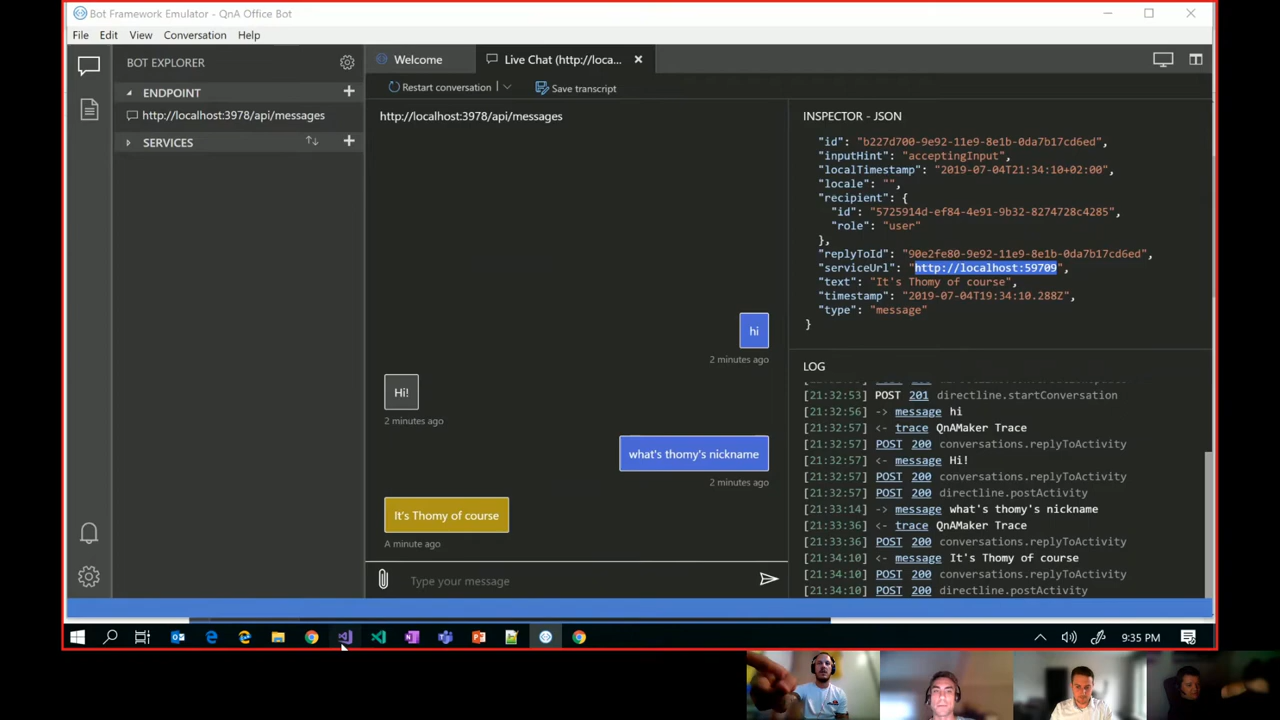 Bot Framework Emulator - QnA Office Bot
File Edit View Conversation Help
BOT EXPLORER
ENDPOINT
http://localhost:3978/api/messages
SERVICES
Welcome
Live Chat (http://loca...
Restart conversation
Save transcript
http://localhost:3978/api/messages
hi
2 minutes ago
Hi!
2 minutes ago
what's thomy's nickname
2 minutes ago
It's Thomy of course
A minute ago
Type your message
INSPECTOR - JSON
"id": "b227d700-9e92-11e9-8e1b-0da7b17cd6ed",
"inputHint": "acceptingInput",
"localTimestamp": "2019-07-04T21:34:10+02:00",
"locale": "",
"recipient": {
"id": "5725914d-ef84-4e91-9b32-8274728c4285",
"role": "user"
},
"replyToId": "90e2fe80-9e92-11e9-8e1b-0da7b17cd6ed",
"serviceUrl": "http://localhost:59709",
"text": "It's Thomy of course",
"timestamp": "2019-07-04T19:34:10.288Z",
"type": "message"
}
LOG
[21:32:53] POST 201 directline.startConversation
[21:32:56] -> message hi
[21:32:57] <- trace QnAMaker Trace
[21:32:57] POST 200 conversations.replyToActivity
[21:32:57] <- message Hi!
[21:32:57] POST 200 conversations.replyToActivity
[21:32:57] POST 200 directline.postActivity
[21:33:14] -> message what's thomy's nickname
[21:33:36] <- trace QnAMaker Trace
[21:33:36] POST 200 conversations.replyToActivity
[21:34:10] <- message It's Thomy of course
[21:34:10] POST 200 conversations.replyToActivity
[21:34:10] POST 200 directline.postActivity
9:35 PM